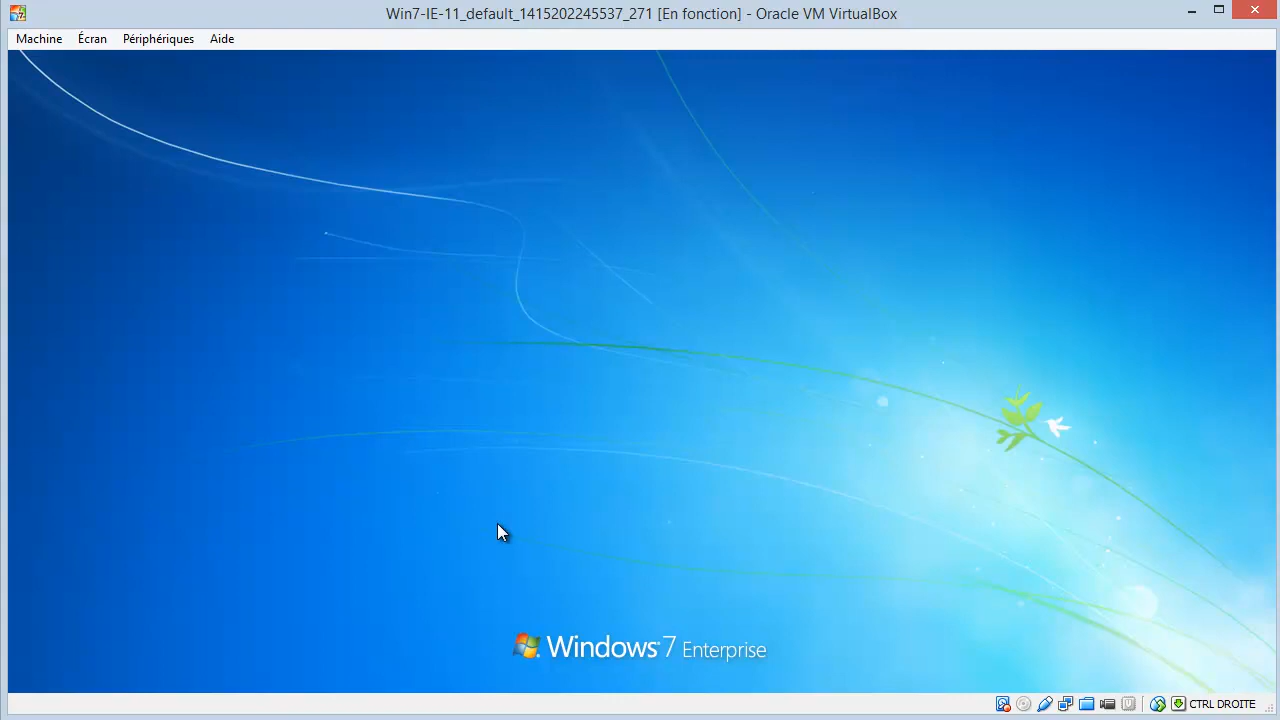 Win7-IE-11_default_1415202245537_271 [En fonction] - Oracle VM VirtualBox
Machine Écran Périphériques Aide
Windows 7 Enterprise
CTRL DROITE